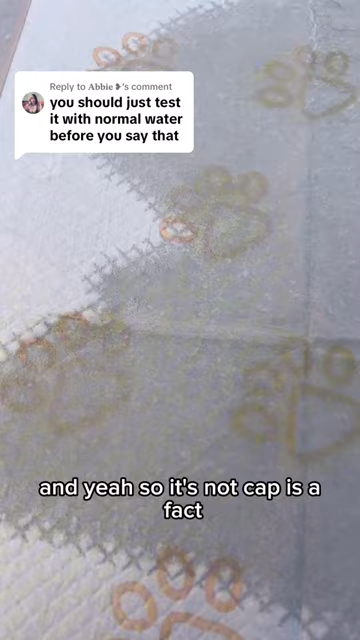 Reply to Abbie ❥'s comment
you should just test
it with normal water
before you say that
and yeah so it's not cap is a
fact